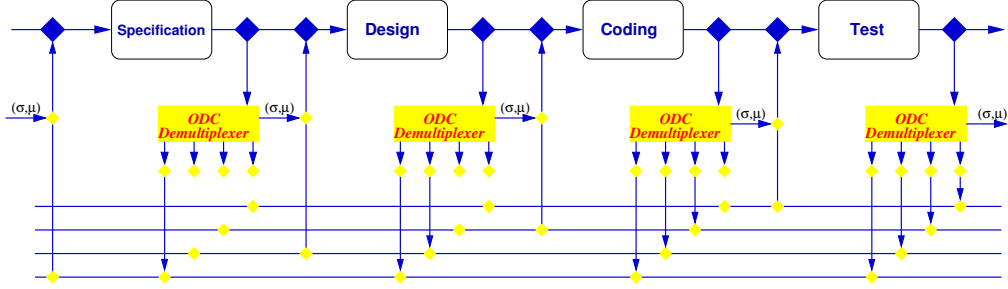 Specification
Design
Coding
Test
(σ,μ)
ODC
Demultiplexer
(σ,μ)
ODC
Demultiplexer
(σ,μ)
ODC
Demultiplexer
(σ,μ)
ODC
Demultiplexer
(σ,μ)